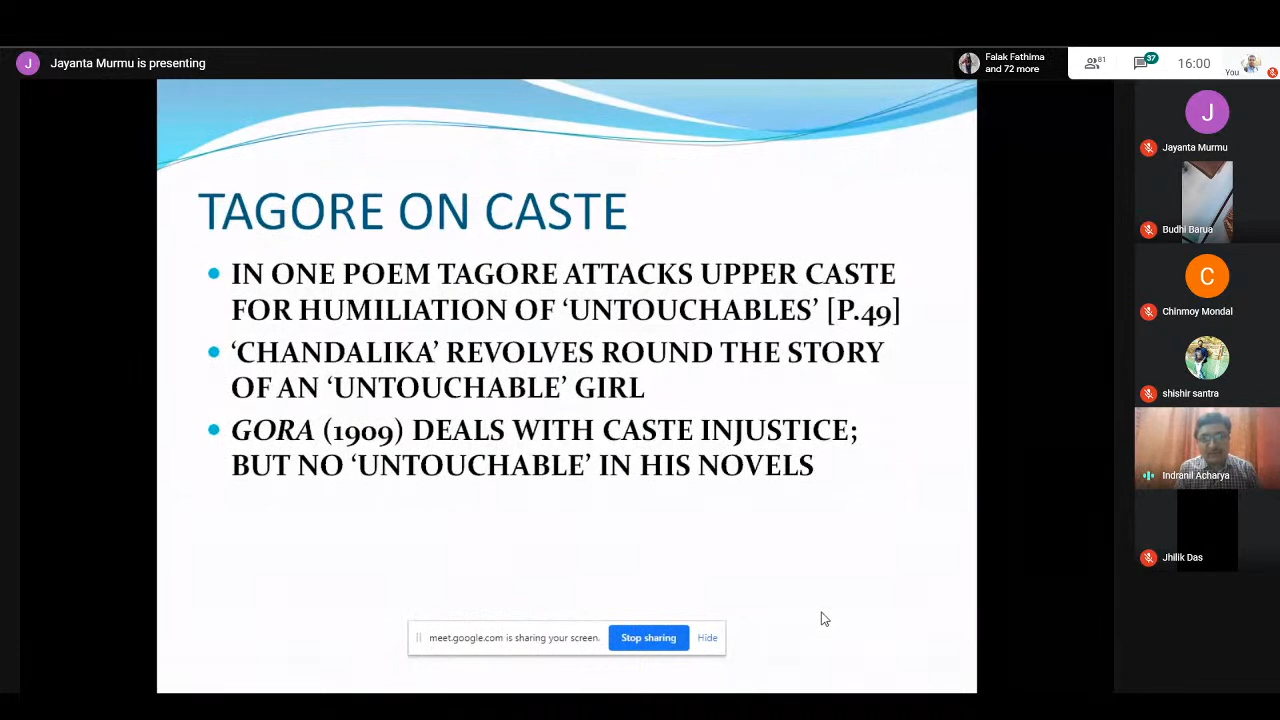 J Jayanta Murmu is presenting
Falak Fathima
and 72 more
81
37
16:00
You
TAGORE ON CASTE
• IN ONE POEM TAGORE ATTACKS UPPER CASTE
FOR HUMILIATION OF ‘UNTOUCHABLES’ [P.49]
• ‘CHANDALIKA’ REVOLVES ROUND THE STORY
OF AN ‘UNTOUCHABLE’ GIRL
• GORA (1909) DEALS WITH CASTE INJUSTICE;
BUT NO ‘UNTOUCHABLE’ IN HIS NOVELS
meet.google.com is sharing your screen. Stop sharing Hide
J
Jayanta Murmu
Budhi Barua
C
Chinmoy Mondal
shishir santra
Indranil Acharya
Jhilik Das